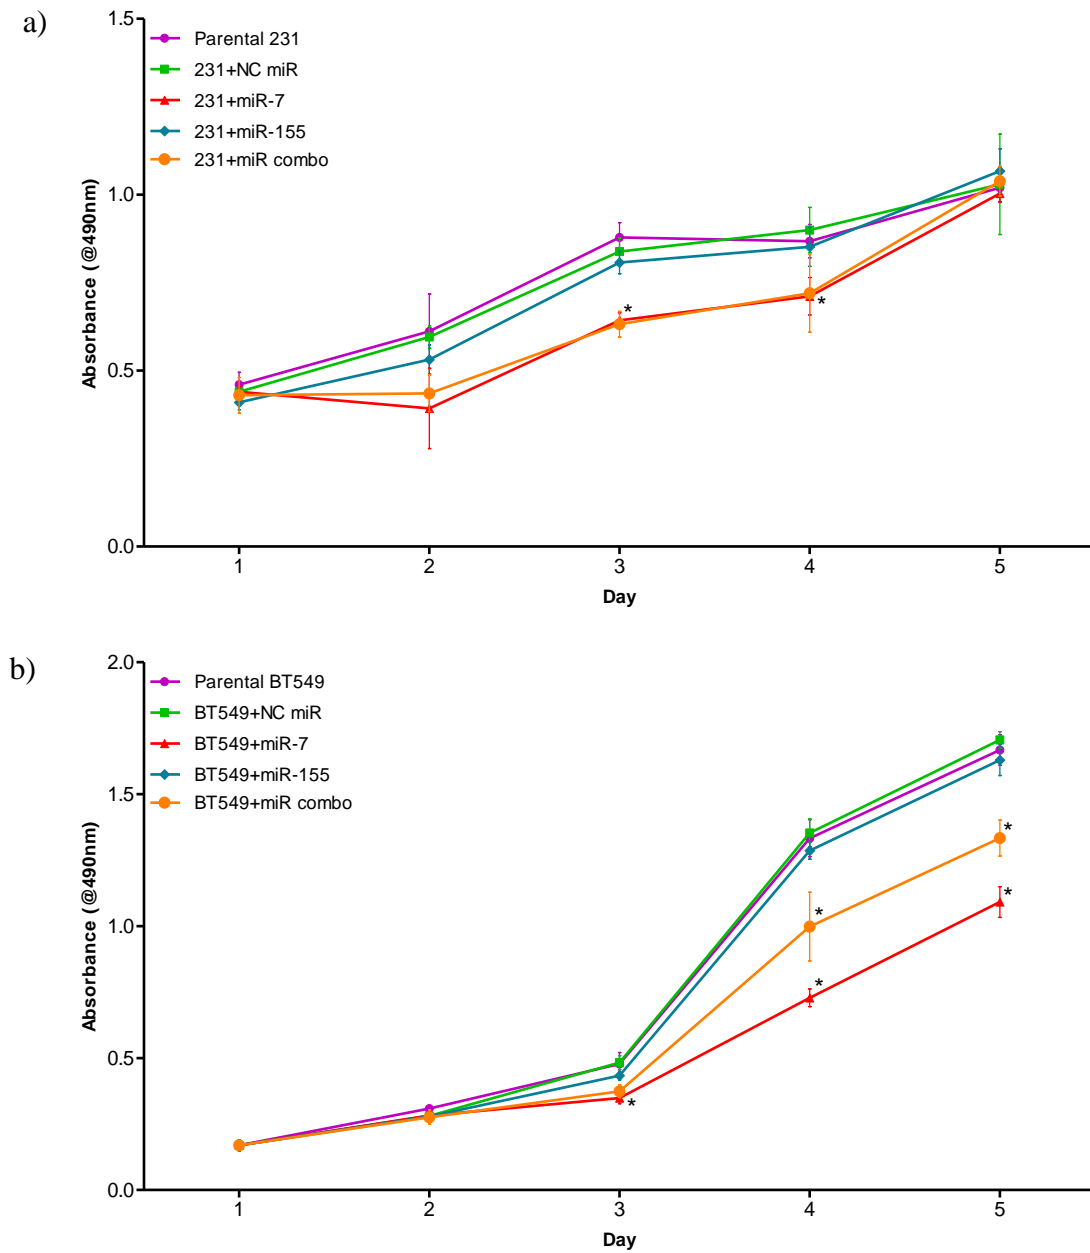 a)
1.5
Parental 231
231+NC miR
231+miR-7
231+miR-155
231+miR combo
1.0
Absorbance (@490nm)
0.5
*
*
0.0
1 2 3 4 5
Day
b)
2.0
Parental BT549
BT549+NC miR
BT549+miR-7
BT549+miR-155
BT549+miR combo
1.5
Absorbance (@490nm)
1.0
0.5
*
*
*
*
*
0.0
1 2 3 4 5
Day